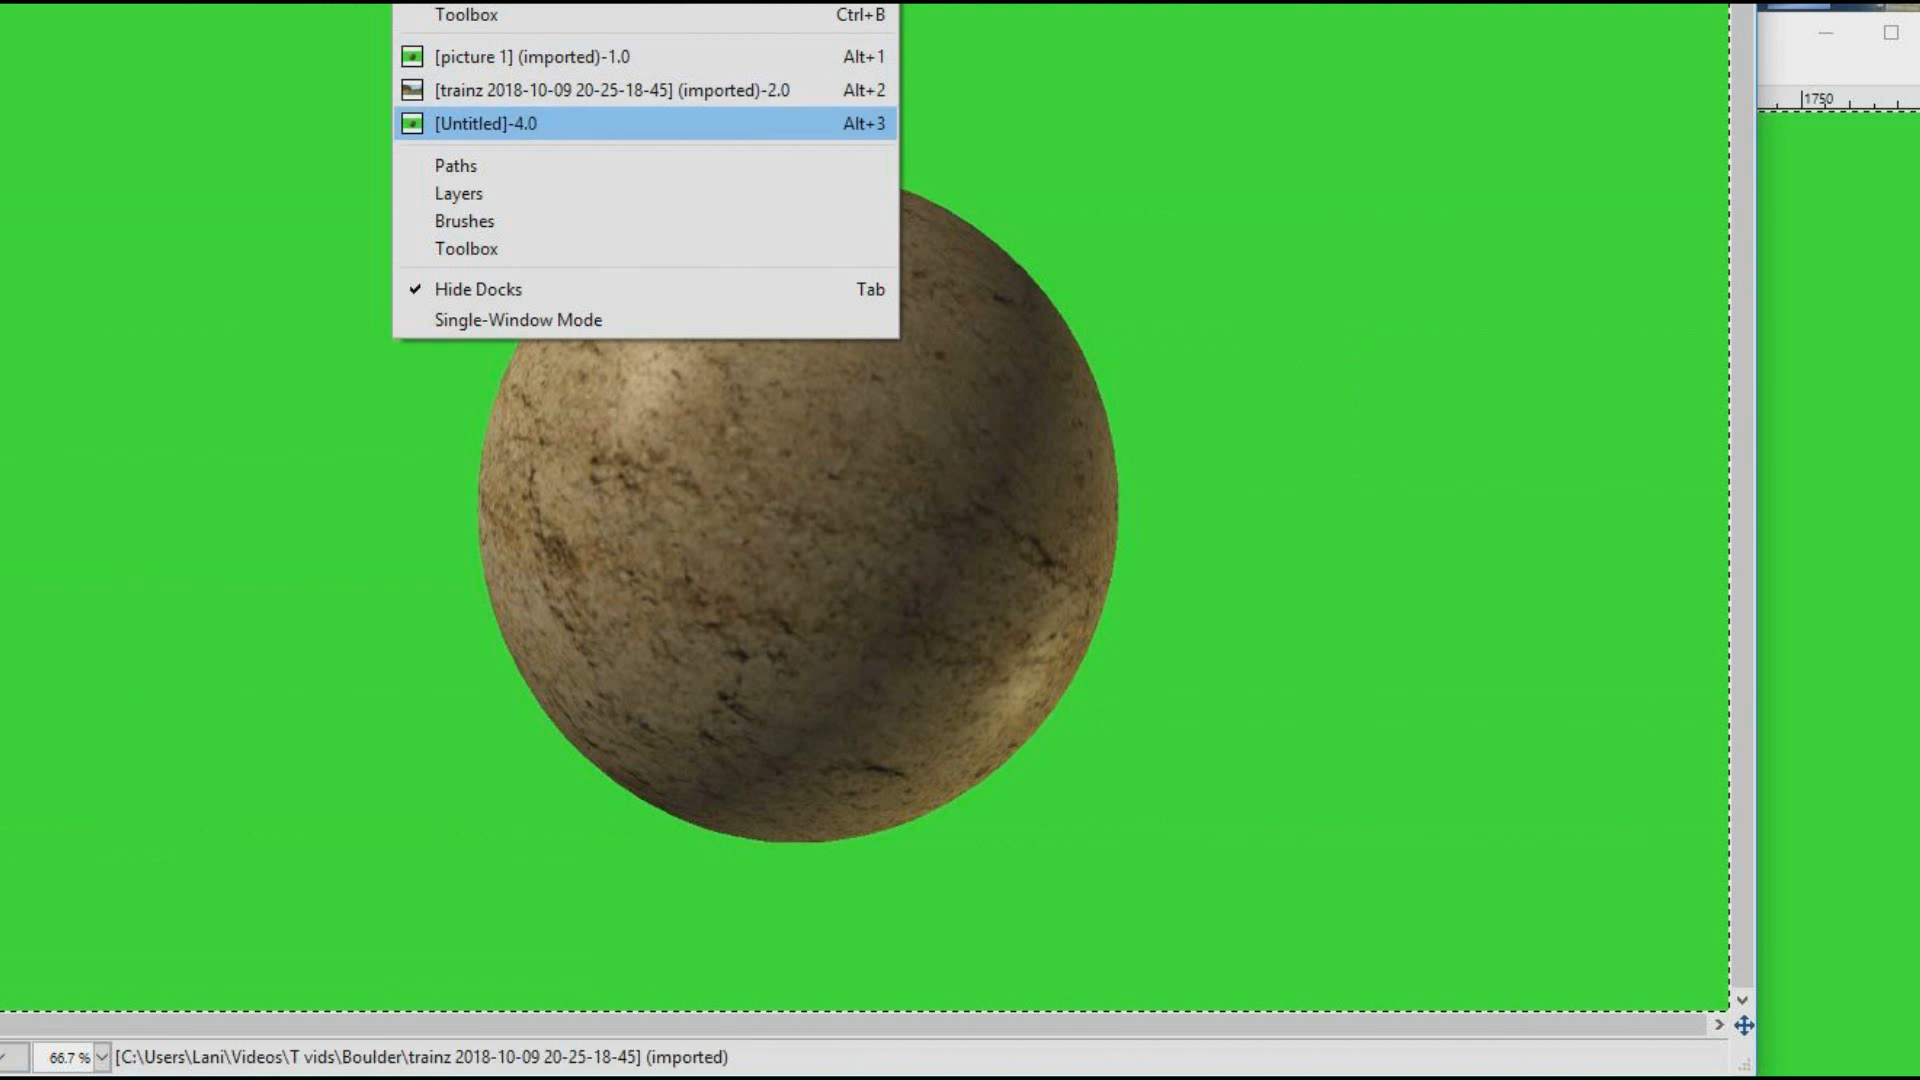 Toolbox Ctrl+B
[picture 1] (imported)-1.0 Alt+1
[trainz 2018-10-09 20-25-18-45] (imported)-2.0 Alt+2
[Untitled]-4.0 Alt+3
Paths
Layers
Brushes
Toolbox
Hide Docks Tab
Single-Window Mode
1750
66.7 % [C:\Users\Lani\Videos\T vids\Boulder\trainz 2018-10-09 20-25-18-45] (imported)